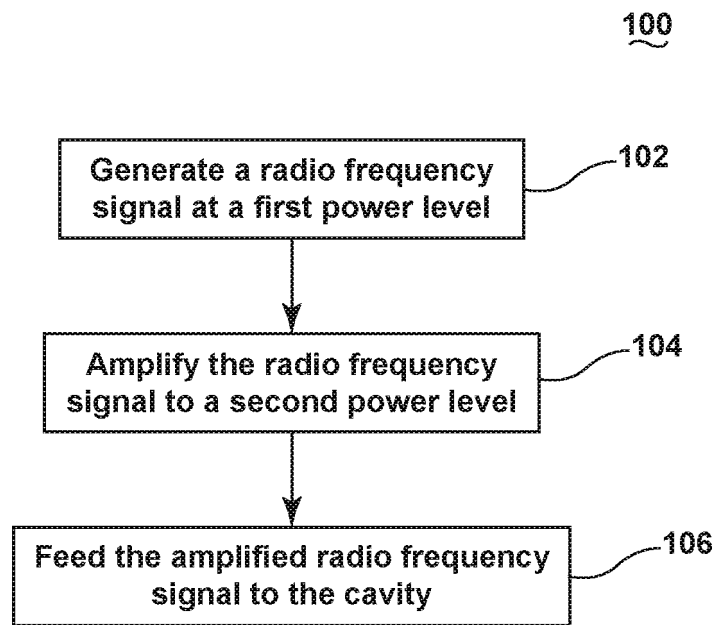 100
Generate a radio frequency
signal at a first power level
102
Amplify the radio frequency
signal to a second power level
104
Feed the amplified radio frequency
signal to the cavity
106